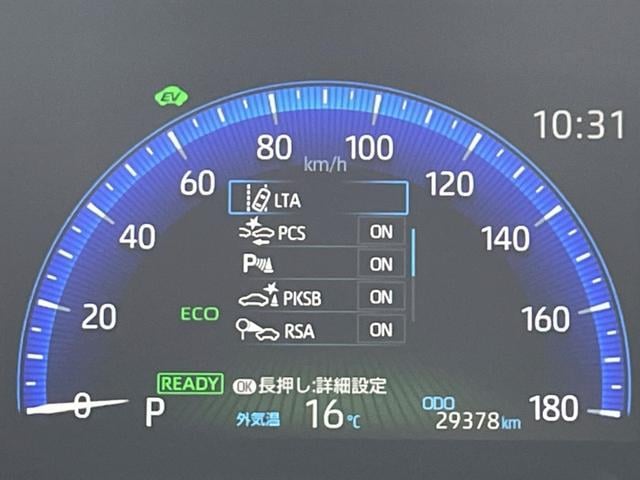 EV
10:31
80
100
km/h
60
120
LTA
40
PCS ON
140
P ON
20
PKSB ON
160
ECO
RSA ON
READY OK長押し:詳細設定
0
P
外気温 16℃
ODO
29378km
180